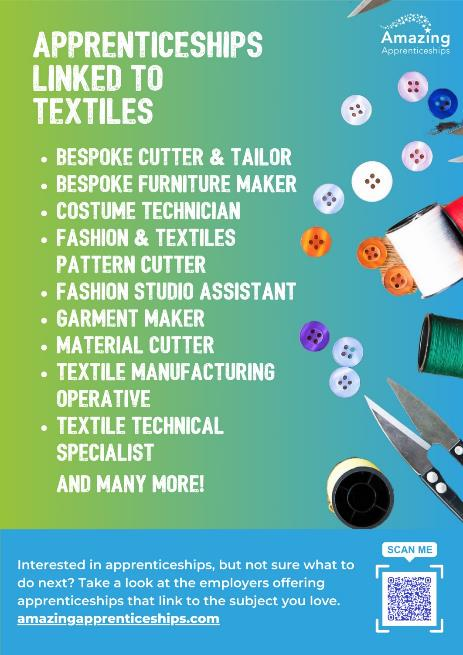 Amazing
Apprenticeships
APPRENTICESHIPS
LINKED TO
TEXTILES
• BESPOKE CUTTER & TAILOR
• BESPOKE FURNITURE MAKER
• COSTUME TECHNICIAN
• FASHION & TEXTILES
PATTERN CUTTER
• FASHION STUDIO ASSISTANT
• GARMENT MAKER
• MATERIAL CUTTER
• TEXTILE MANUFACTURING
OPERATIVE
• TEXTILE TECHNICAL
SPECIALIST
AND MANY MORE!
SCAN ME
Interested in apprenticeships, but not sure what to
do next? Take a look at the employers offering
apprenticeships that link to the subject you love.
amazingapprenticeships.com